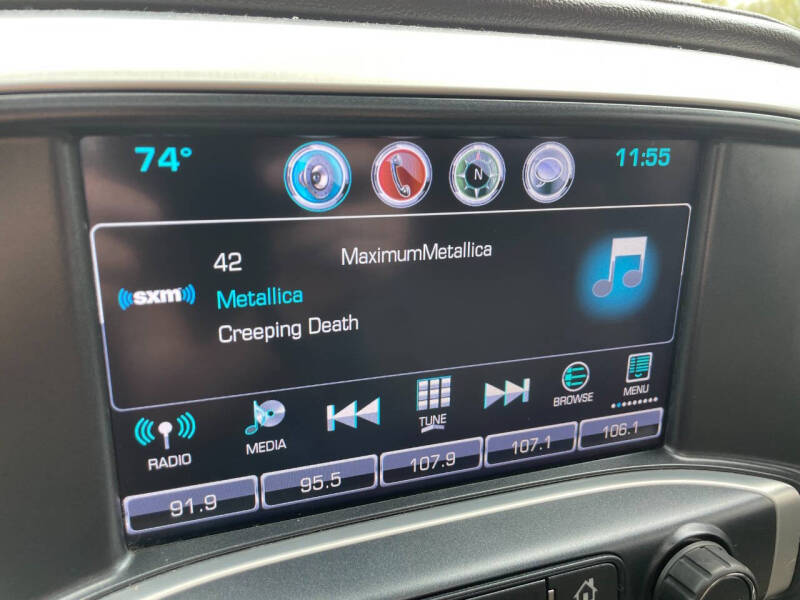 74°
N
11:55
42
MaximumMetallica
sxm
Metallica
Creeping Death
RADIO
MEDIA
TUNE
BROWSE
MENU
91.9
95.5
107.9
107.1
106.1